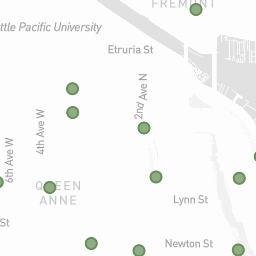 FREMONT
ttle Pacific University
Etruria St
2nd Ave N
4th Ave W
6th Ave W
QUEEN
ANNE
Lynn St
St
Newton St